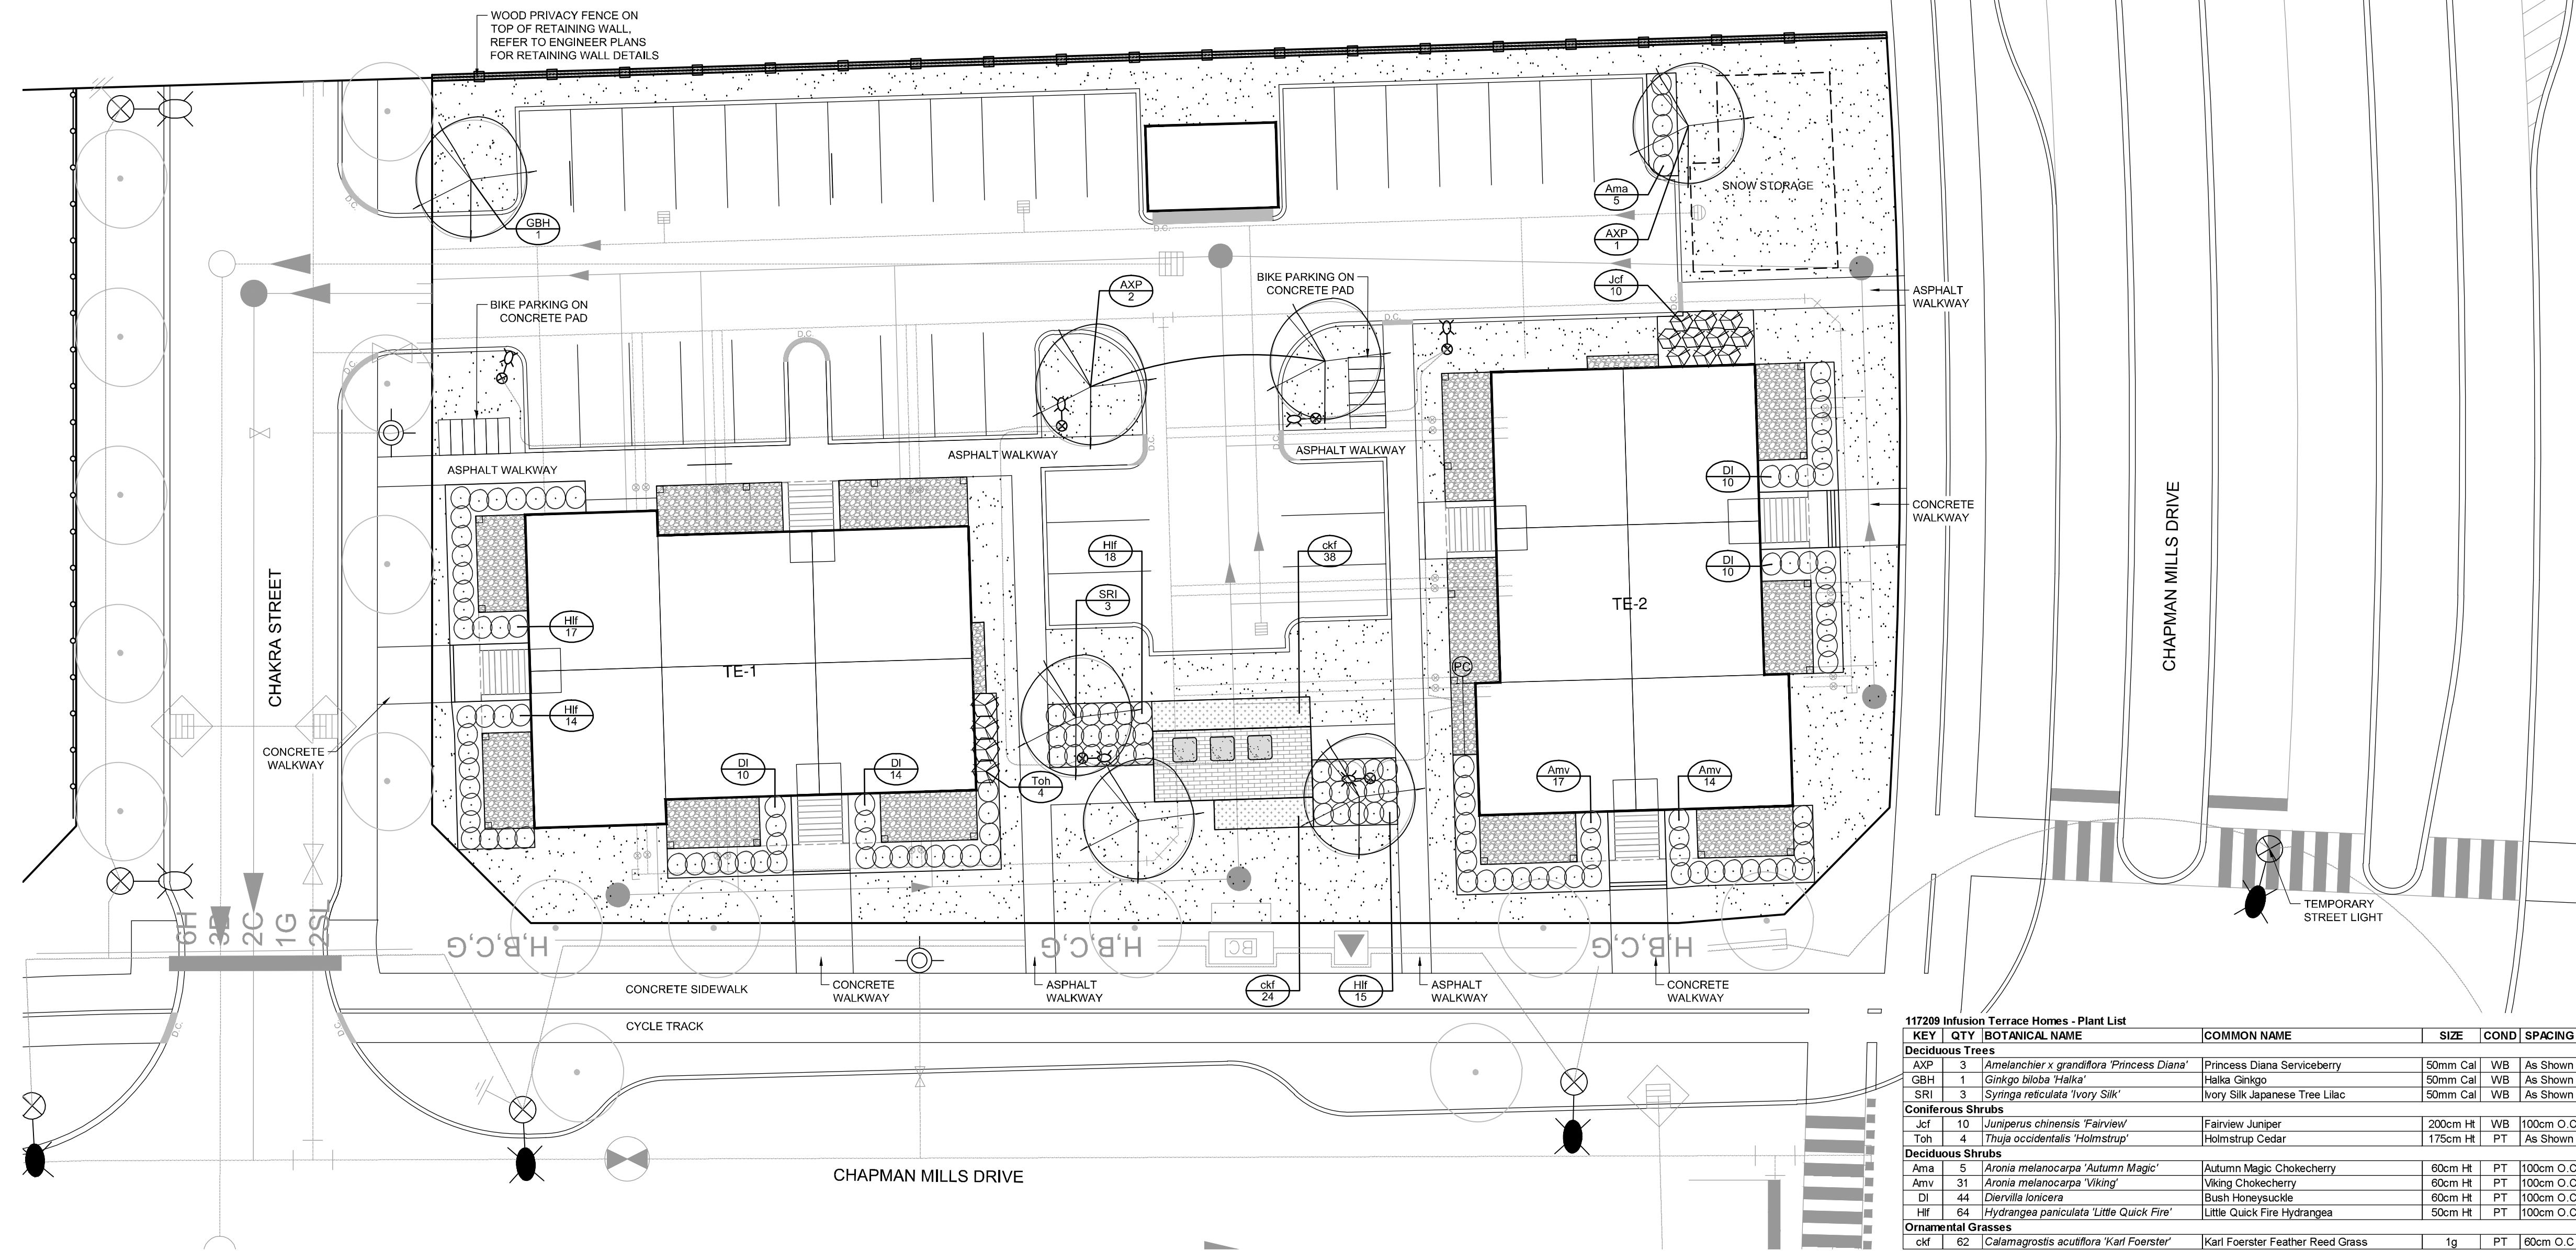 WOOD PRIVACY FENCE ON
TOP OF RETAINING WALL,
REFER TO ENGINEER PLANS
FOR RETAINING WALL DETAILS
D.C.
GBH
1
D.C.
Ama
5
SNOW STORAGE
AXP
1
Jcf
10
D.C.
AXP
2
BIKE PARKING ON
CONCRETE PAD
BIKE PARKING ON
CONCRETE PAD
ASPHALT
WALKWAY
D.C.
D.C.
D.C.
D.C.
D.C.
ASPHALT WALKWAY
ASPHALT WALKWAY
ASPHALT WALKWAY
DI
10
CONCRETE
WALKWAY
CHAKRA STREET
Hlf
18
ckf
38
DI
10
SRI
3
TE-2
CHAPMAN MILLS DRIVE
Hlf
17
TE-1
PC
Hlf
14
CONCRETE
WALKWAY
DI
10
DI
14
Toh
4
Amv
17
Amv
14
TEMPORARY
STREET LIGHT
6H
3B
2C
1G
2SL
H,B,C,G
H,B,C,G
BC
H,B,C,G
CONCRETE SIDEWALK
CONCRETE
WALKWAY
ASPHALT
WALKWAY
ckf
24
Hlf
15
ASPHALT
WALKWAY
CONCRETE
WALKWAY
D.C.
D.C.
CYCLE TRACK
CHAPMAN MILLS DRIVE
117209 Infusion Terrace Homes - Plant List
KEY QTY BOTANICAL NAME COMMON NAME SIZE COND SPACING
Deciduous Trees
AXP 3 Amelanchier x grandiflora 'Princess Diana' Princess Diana Serviceberry 50mm Cal WB As Shown
GBH 1 Ginkgo biloba 'Halka' Halka Ginkgo 50mm Cal WB As Shown
SRI 3 Syringa reticulata 'Ivory Silk' Ivory Silk Japanese Tree Lilac 50mm Cal WB As Shown
Coniferous Shrubs
Jcf 10 Juniperus chinensis 'Fairview' Fairview Juniper 200cm Ht WB 100cm O.C
Toh 4 Thuja occidentalis 'Holmstrup' Holmstrup Cedar 175cm Ht PT As Shown
Deciduous Shrubs
Ama 5 Aronia melanocarpa 'Autumn Magic' Autumn Magic Chokecherry 60cm Ht PT 100cm O.C
Amv 31 Aronia melanocarpa 'Viking' Viking Chokecherry 60cm Ht PT 100cm O.C
DI 44 Diervilla lonicera Bush Honeysuckle 60cm Ht PT 100cm O.C
Hlf 64 Hydrangea paniculata 'Little Quick Fire' Little Quick Fire Hydrangea 50cm Ht PT 100cm O.C
Ornamental Grasses
ckf 62 Calamagrostis acutiflora 'Karl Foerster' Karl Foerster Feather Reed Grass 1g PT 60cm O.C